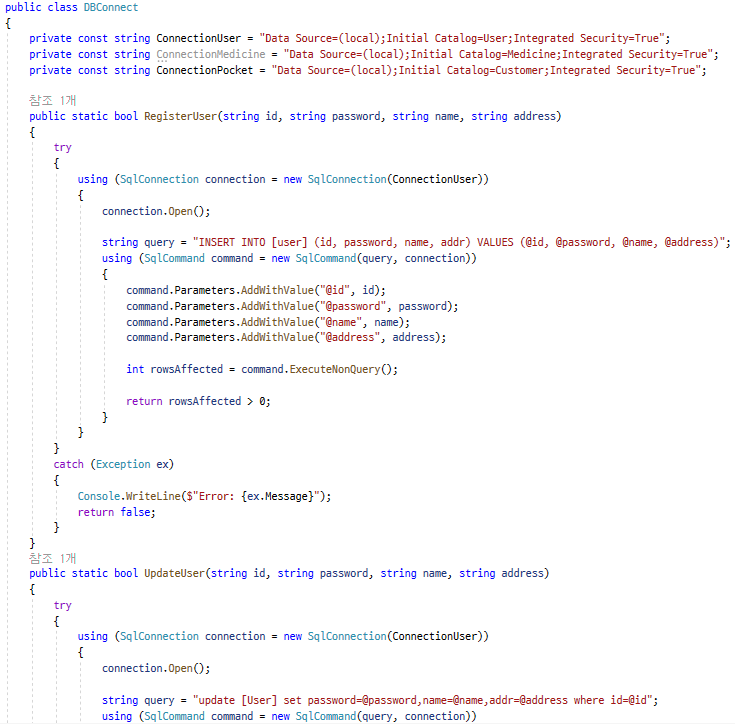 public class DBConnect
{
private const string ConnectionUser = "Data Source=(local);Initial Catalog=User;Integrated Security=True";
private const string ConnectionMedicine = "Data Source=(local);Initial Catalog=Medicine;Integrated Security=True";
private const string ConnectionPocket = "Data Source=(local);Initial Catalog=Customer;Integrated Security=True";
참조 1개
public static bool RegisterUser(string id, string password, string name, string address)
{
try
{
using (SqlConnection connection = new SqlConnection(ConnectionUser))
{
connection.Open();
string query = "INSERT INTO [user] (id, password, name, addr) VALUES (@id, @password, @name, @address)";
using (SqlCommand command = new SqlCommand(query, connection))
{
command.Parameters.AddWithValue("@id", id);
command.Parameters.AddWithValue("@password", password);
command.Parameters.AddWithValue("@name", name);
command.Parameters.AddWithValue("@address", address);
int rowsAffected = command.ExecuteNonQuery();
return rowsAffected > 0;
}
}
}
catch (Exception ex)
{
Console.WriteLine($"Error: {ex.Message}");
return false;
}
}
참조 1개
public static bool UpdateUser(string id, string password, string name, string address)
{
try
{
using (SqlConnection connection = new SqlConnection(ConnectionUser))
{
connection.Open();
string query = "update [User] set password=@password,name=@name,addr=@address where id=@id";
using (SqlCommand command = new SqlCommand(query, connection))